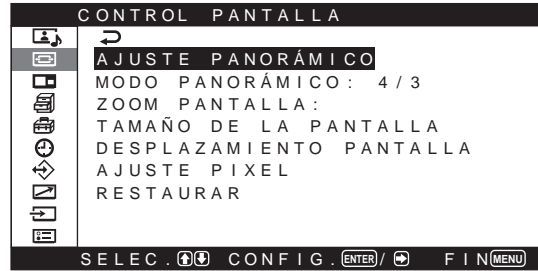 CONTROL PANTALLA
AJUSTE PANORÁMICO
MODO PANORÁMICO: 4/3
ZOOM PANTALLA:
TAMAÑO DE LA PANTALLA
DESPLAZAMIENTO PANTALLA
AJUSTE PIXEL
RESTAURAR
SELEC. CONFIG. ENTER / FIN MENU